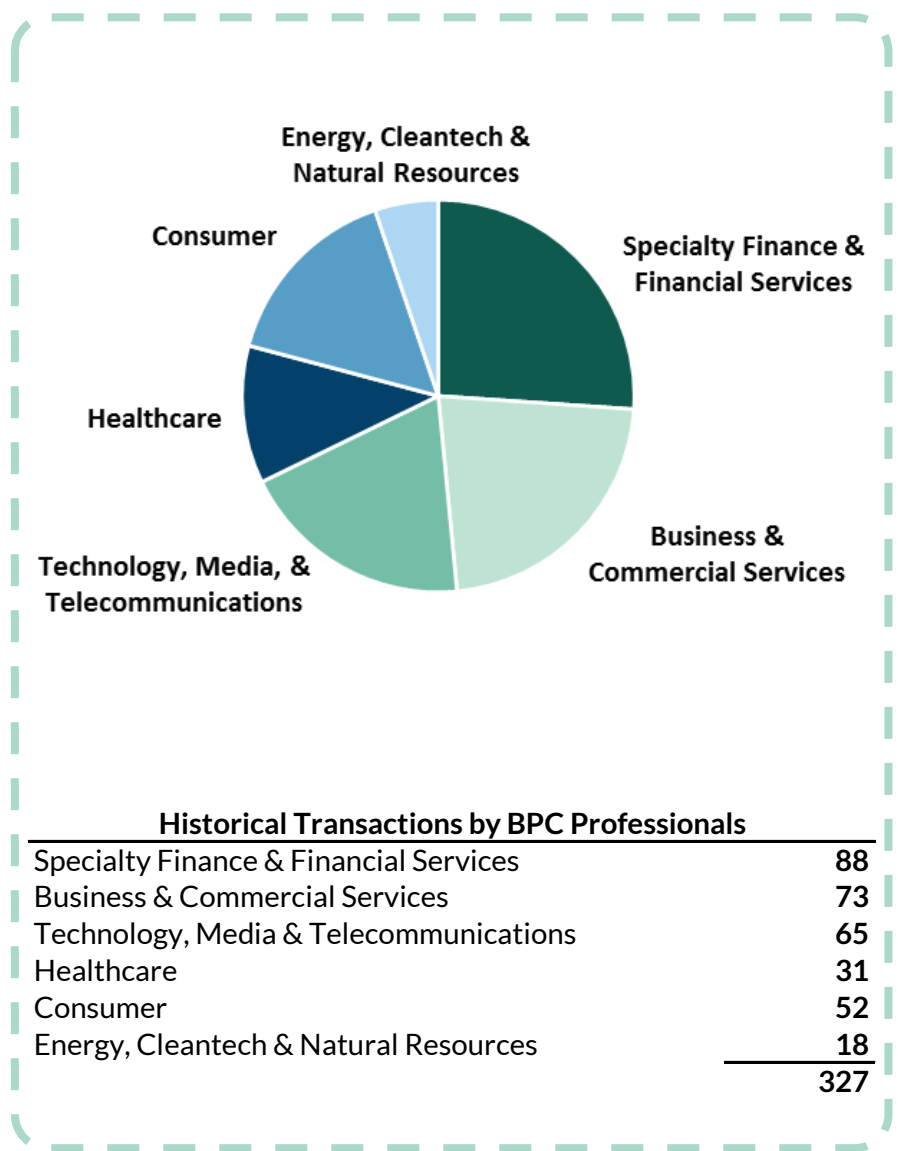 Energy, Cleantech &
Natural Resources
Consumer
Specialty Finance &
Financial Services
Healthcare
Business &
Commercial Services
Technology, Media, &
Telecommunications
Historical Transactions by BPC Professionals
Specialty Finance & Financial Services 88
Business & Commercial Services 73
Technology, Media & Telecommunications 65
Healthcare 31
Consumer 52
Energy, Cleantech & Natural Resources 18
327